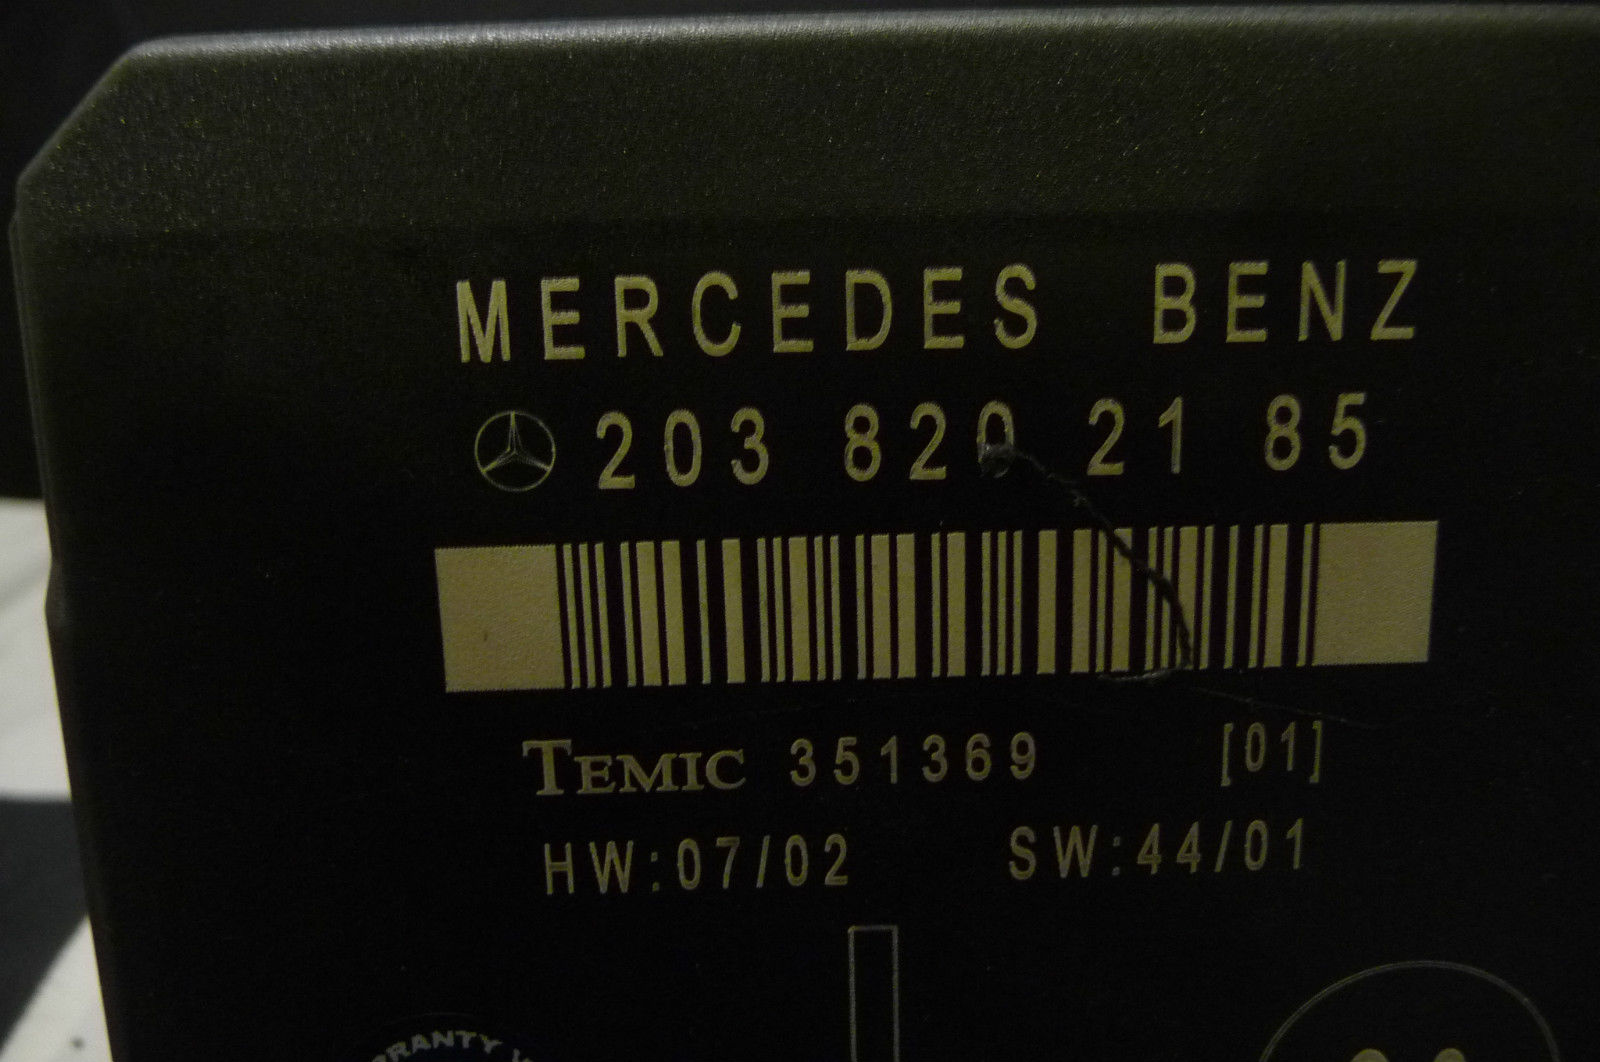 MERCEDES BENZ
203 820 21 85
TEMIC 351369 [01]
HW:07/02 SW:44/01